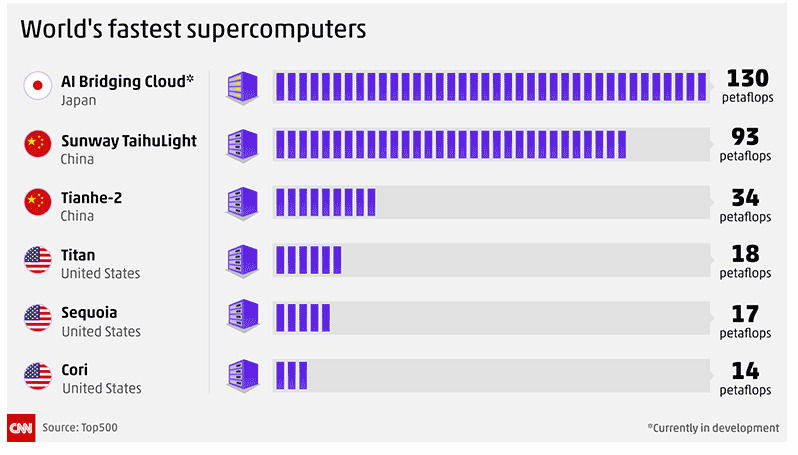 World's fastest supercomputers
AI Bridging Cloud*
Japan
130
petaflops
Sunway TaihuLight
China
93
petaflops
Tianhe-2
China
34
petaflops
Titan
United States
18
petaflops
Sequoia
United States
17
petaflops
Cori
United States
14
petaflops
CNN
Source: Top500
*Currently in development